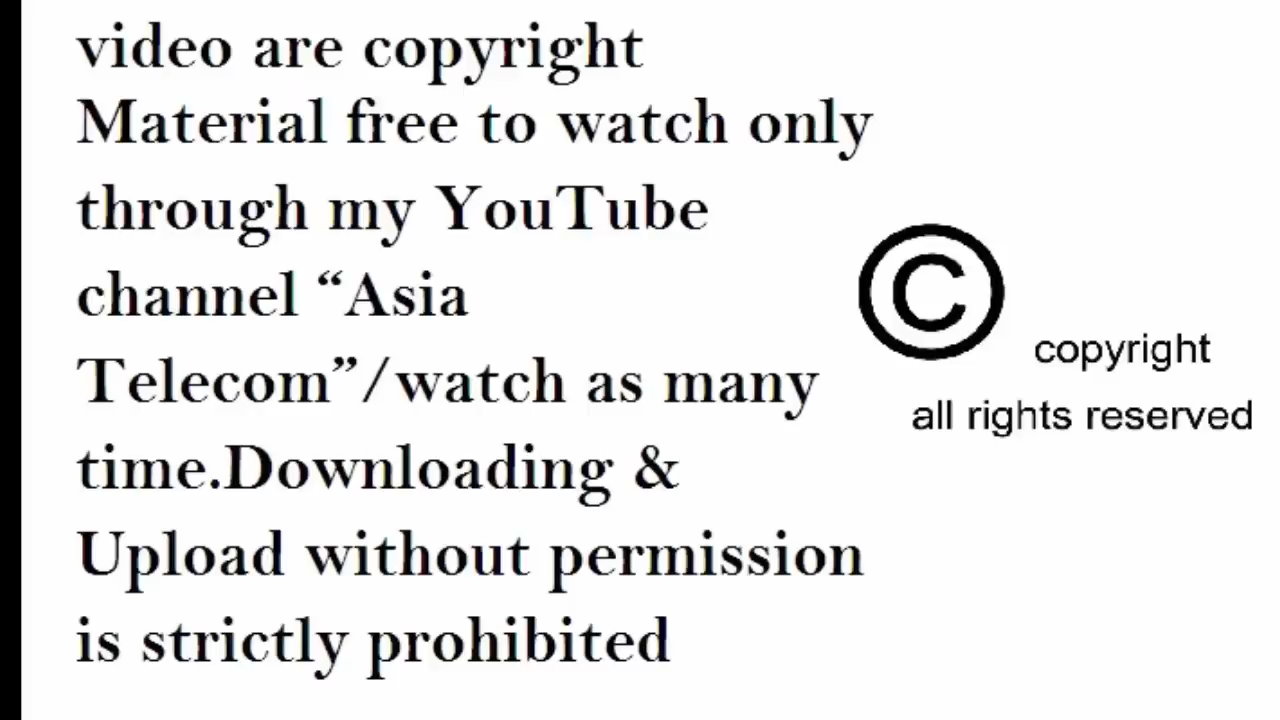 video are copyright
Material free to watch only
through my YouTube
channel “Asia
Telecom”/watch as many
time.Downloading &
Upload without permission
is strictly prohibited
©
copyright
all rights reserved